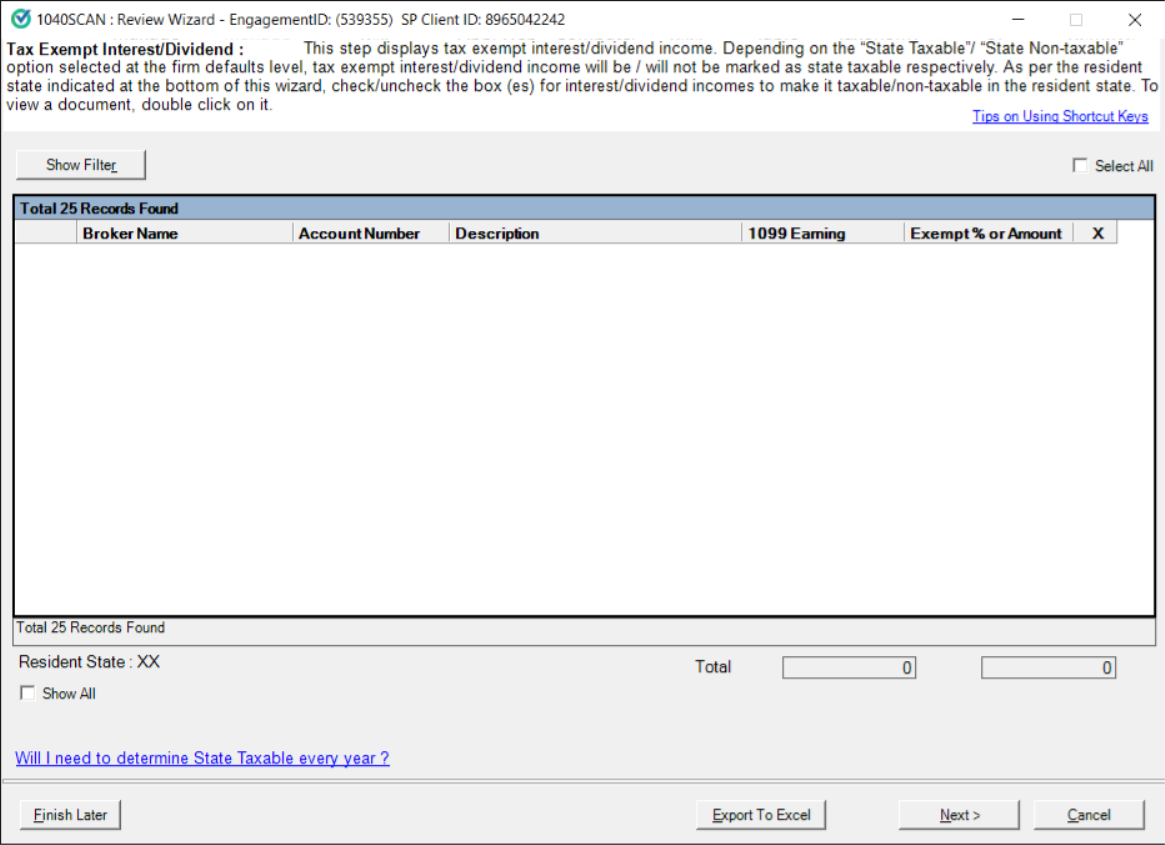 1040SCAN : Review Wizard - EngagementID: (539355) SP Client ID: 8965042242
Tax Exempt Interest/Dividend : This step displays tax exempt interest/dividend income. Depending on the “State Taxable”/ “State Non-taxable”
option selected at the firm defaults level, tax exempt interest/dividend income will be / will not be marked as state taxable respectively. As per the resident
state indicated at the bottom of this wizard, check/uncheck the box (es) for interest/dividend incomes to make it taxable/non-taxable in the resident state. To
view a document, double click on it.
Tips on Using Shortcut Keys
Show Filter
Select All
Total 25 Records Found
Broker Name Account Number Description 1099 Earning Exempt % or Amount X
Total 25 Records Found
Resident State : XX
Total 0 0
Show All
Will I need to determine State Taxable every year ?
Finish Later Export To Excel Next > Cancel